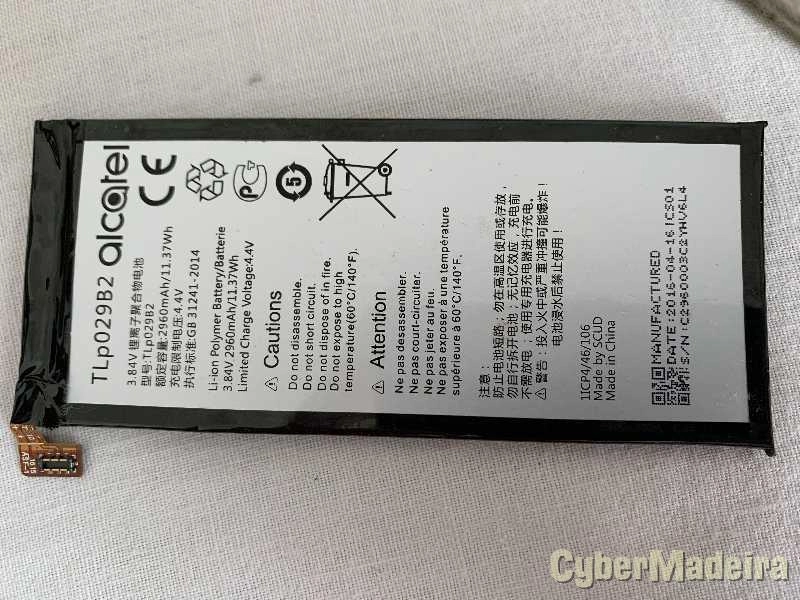 TLp029B2
alcatel
CE
3.84V 锂离子聚合物电池
型号:TLp029B2
额定容量:2960mAh/11.37Wh
充电限制电压:4.4V
执行标准:GB 31241-2014
Li-ion Polymer Battery/Batterie
3.84V 2960mAh/11.37Wh
Limited Charge Voltage:4.4V
5
Cautions
Do not disassemble.
Do not short circuit.
Do not dispose of in fire.
Do not expose to high
temperature(60°C/140°F).
Attention
Ne pas désassembler.
Ne pas court-circuiter.
Ne pas jeter au feu.
Ne pas exposer à une température
supérieure à 60°C/140°F.
注意:
防止电池短路;勿在高温区使用或存放,
勿自行拆开电池;无记忆效应,充电前
不需放电;使用专用充电器进行充电。
警告:投入火中或严重冲撞可能爆炸!
电池浸水后禁止使用!
1ICP4/46/106
Made by SCUD
Made in China
MANUFACTURED
DATE:2016-04-16
S/N:C2960003C2YHV6L4
A31-1
1615
CyberMadeira